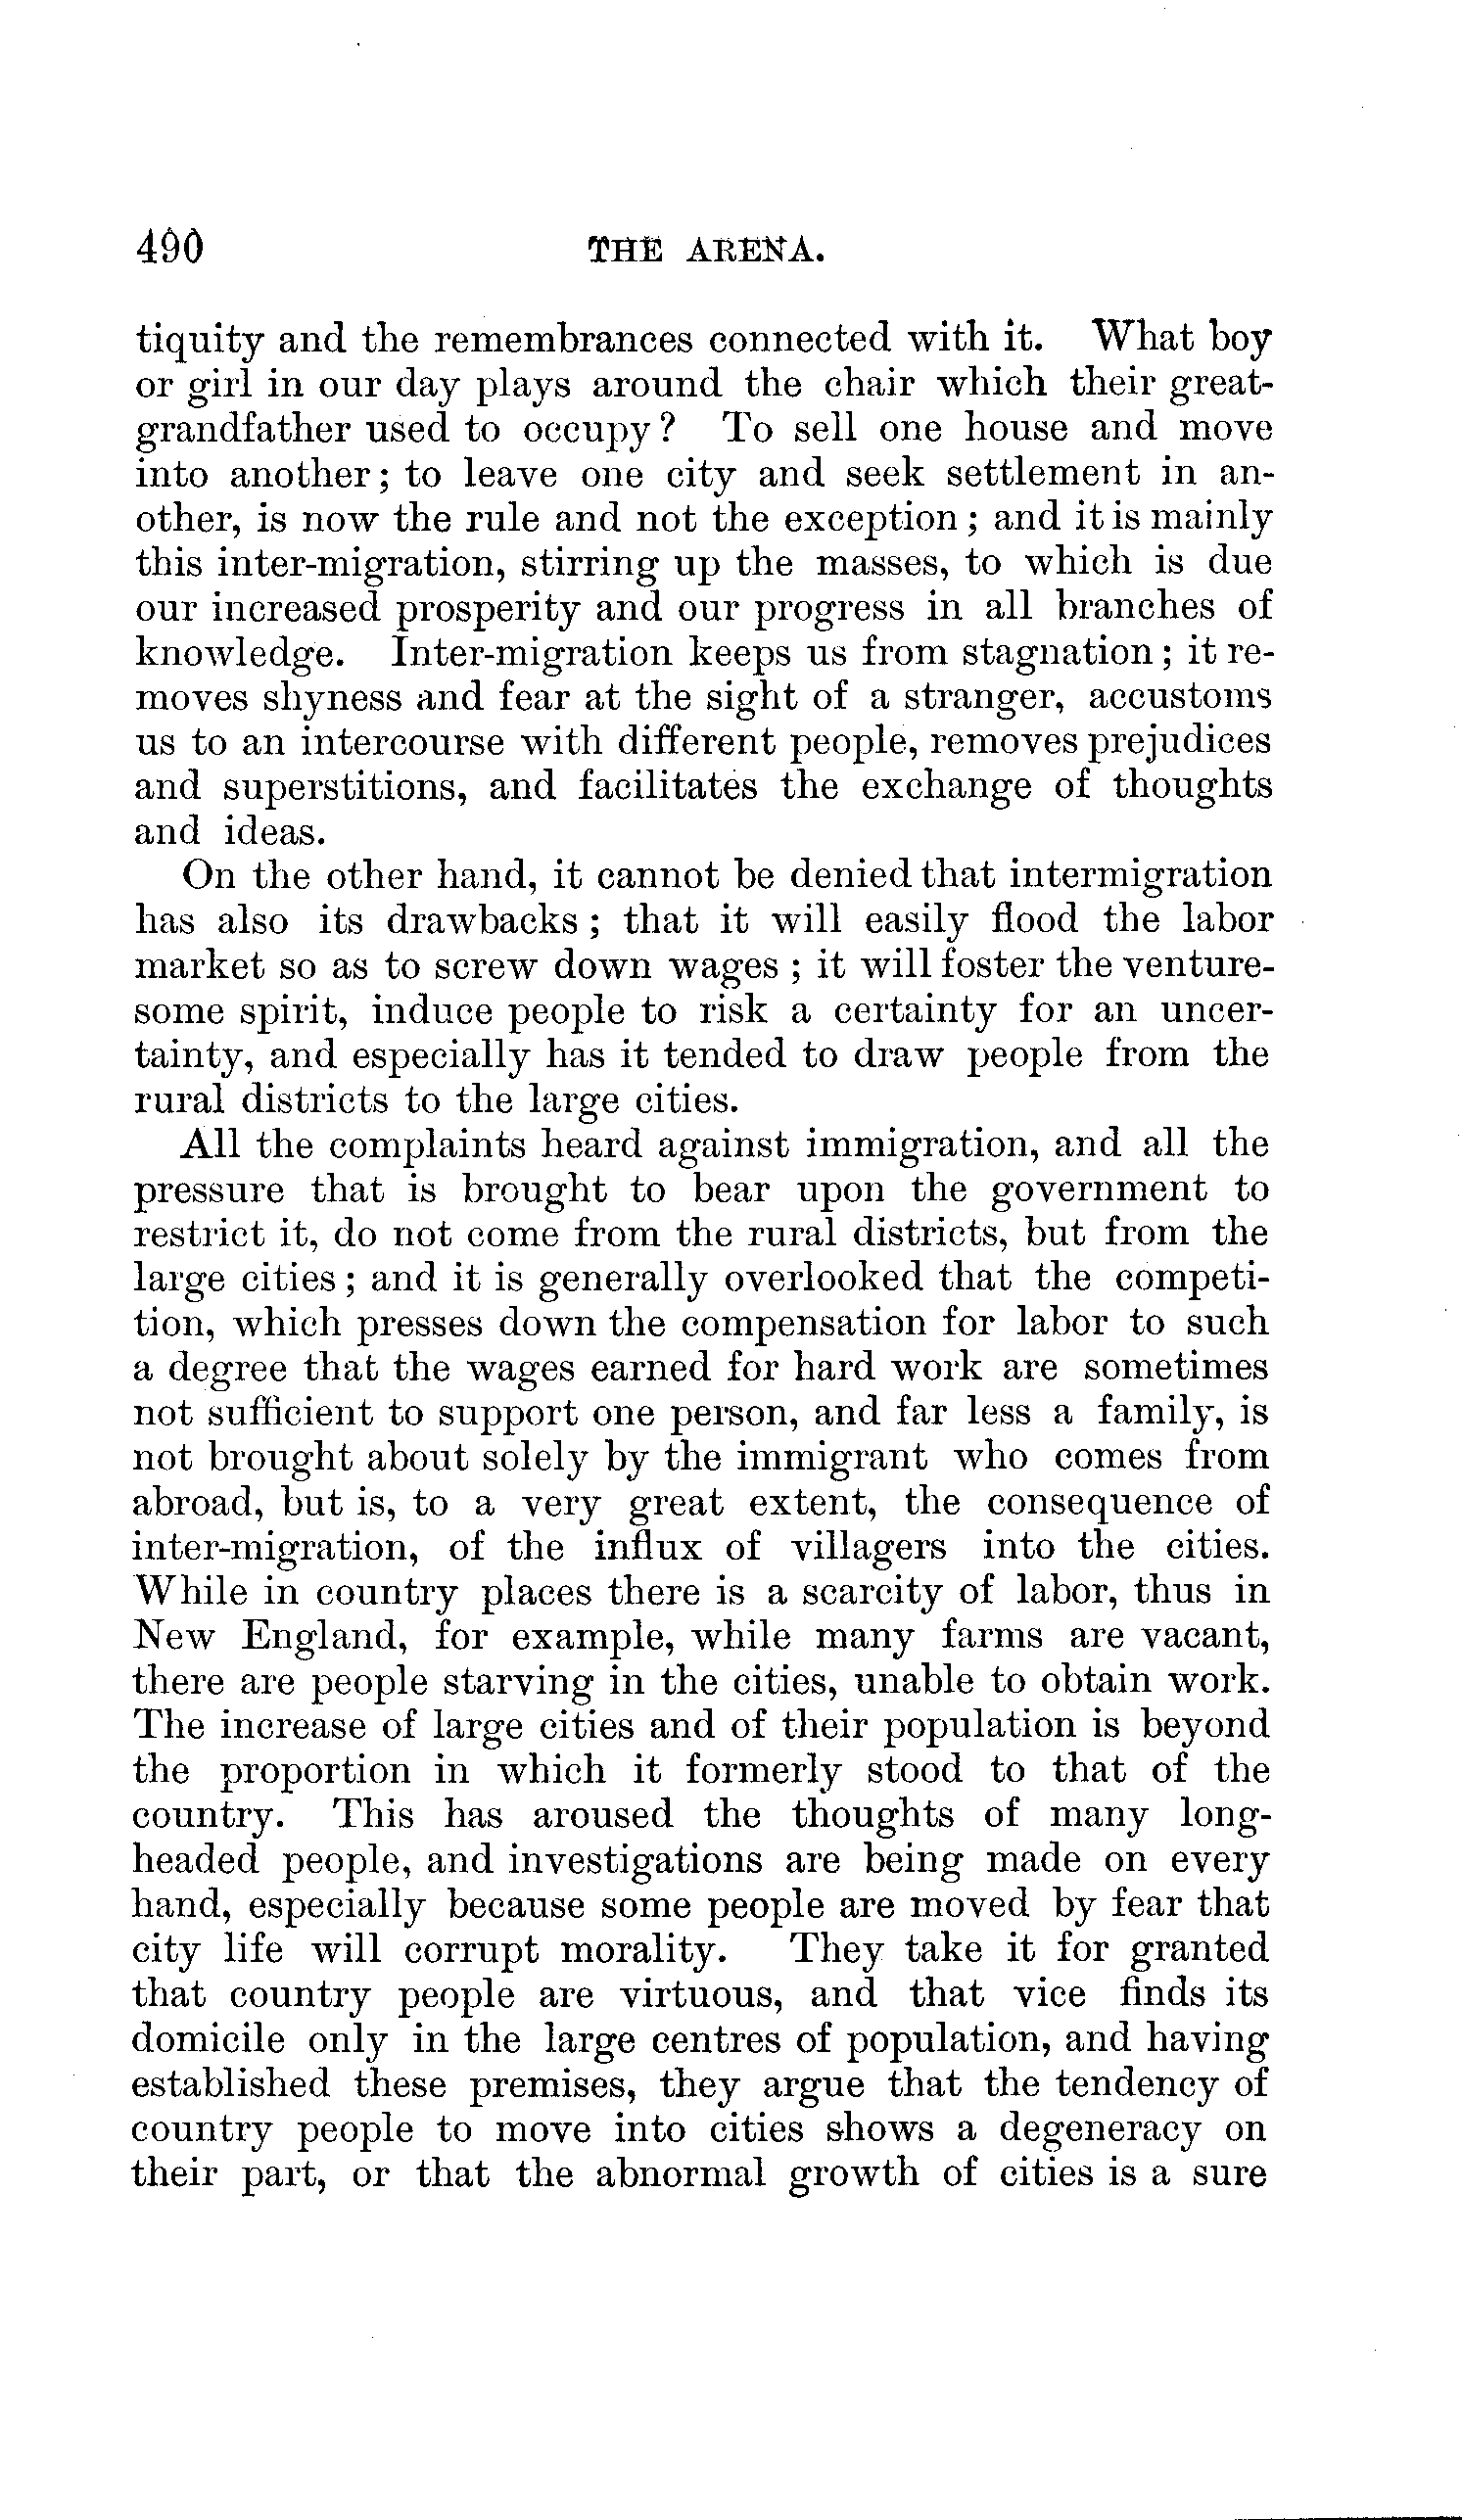 490 THE ARENA.
tiquity and the remembrances connected with it. What boy
or girl in our day plays around the chair which their great-
grandfather used to occupy? To sell one house and move
into another; to leave one city and seek settlement in an-
other, is now the rule and not the exception; and it is mainly
this inter-migration, stirring up the masses, to which is due
our increased prosperity and our progress in all branches of
knowledge. Inter-migration keeps us from stagnation; it re-
moves shyness and fear at the sight of a stranger, accustoms
us to an intercourse with different people, removes prejudices
and superstitions, and facilitates the exchange of thoughts
and ideas.
On the other hand, it cannot be denied that intermigration
has also its drawbacks; that it will easily flood the labor
market so as to screw down wages; it will foster the venture-
some spirit, induce people to risk a certainty for an uncer-
tainty, and especially has it tended to draw people from the
rural districts to the large cities.
All the complaints heard against immigration, and all the
pressure that is brought to bear upon the government to
restrict it, do not come from the rural districts, but from the
large cities; and it is generally overlooked that the competi-
tion, which presses down the compensation for labor to such
a degree that the wages earned for hard work are sometimes
not sufficient to support one person, and far less a family, is
not brought about solely by the immigrant who comes from
abroad, but is, to a very great extent, the consequence of
inter-migration, of the influx of villagers into the cities.
While in country places there is a scarcity of labor, thus in
New England, for example, while many farms are vacant,
there are people starving in the cities, unable to obtain work.
The increase of large cities and of their population is beyond
the proportion in which it formerly stood to that of the
country. This has aroused the thoughts of many long-
headed people, and investigations are being made on every
hand, especially because some people are moved by fear that
city life will corrupt morality. They take it for granted
that country people are virtuous, and that vice finds its
domicile only in the large centres of population, and having
established these premises, they argue that the tendency of
country people to move into cities shows a degeneracy on
their part, or that the abnormal growth of cities is a sure